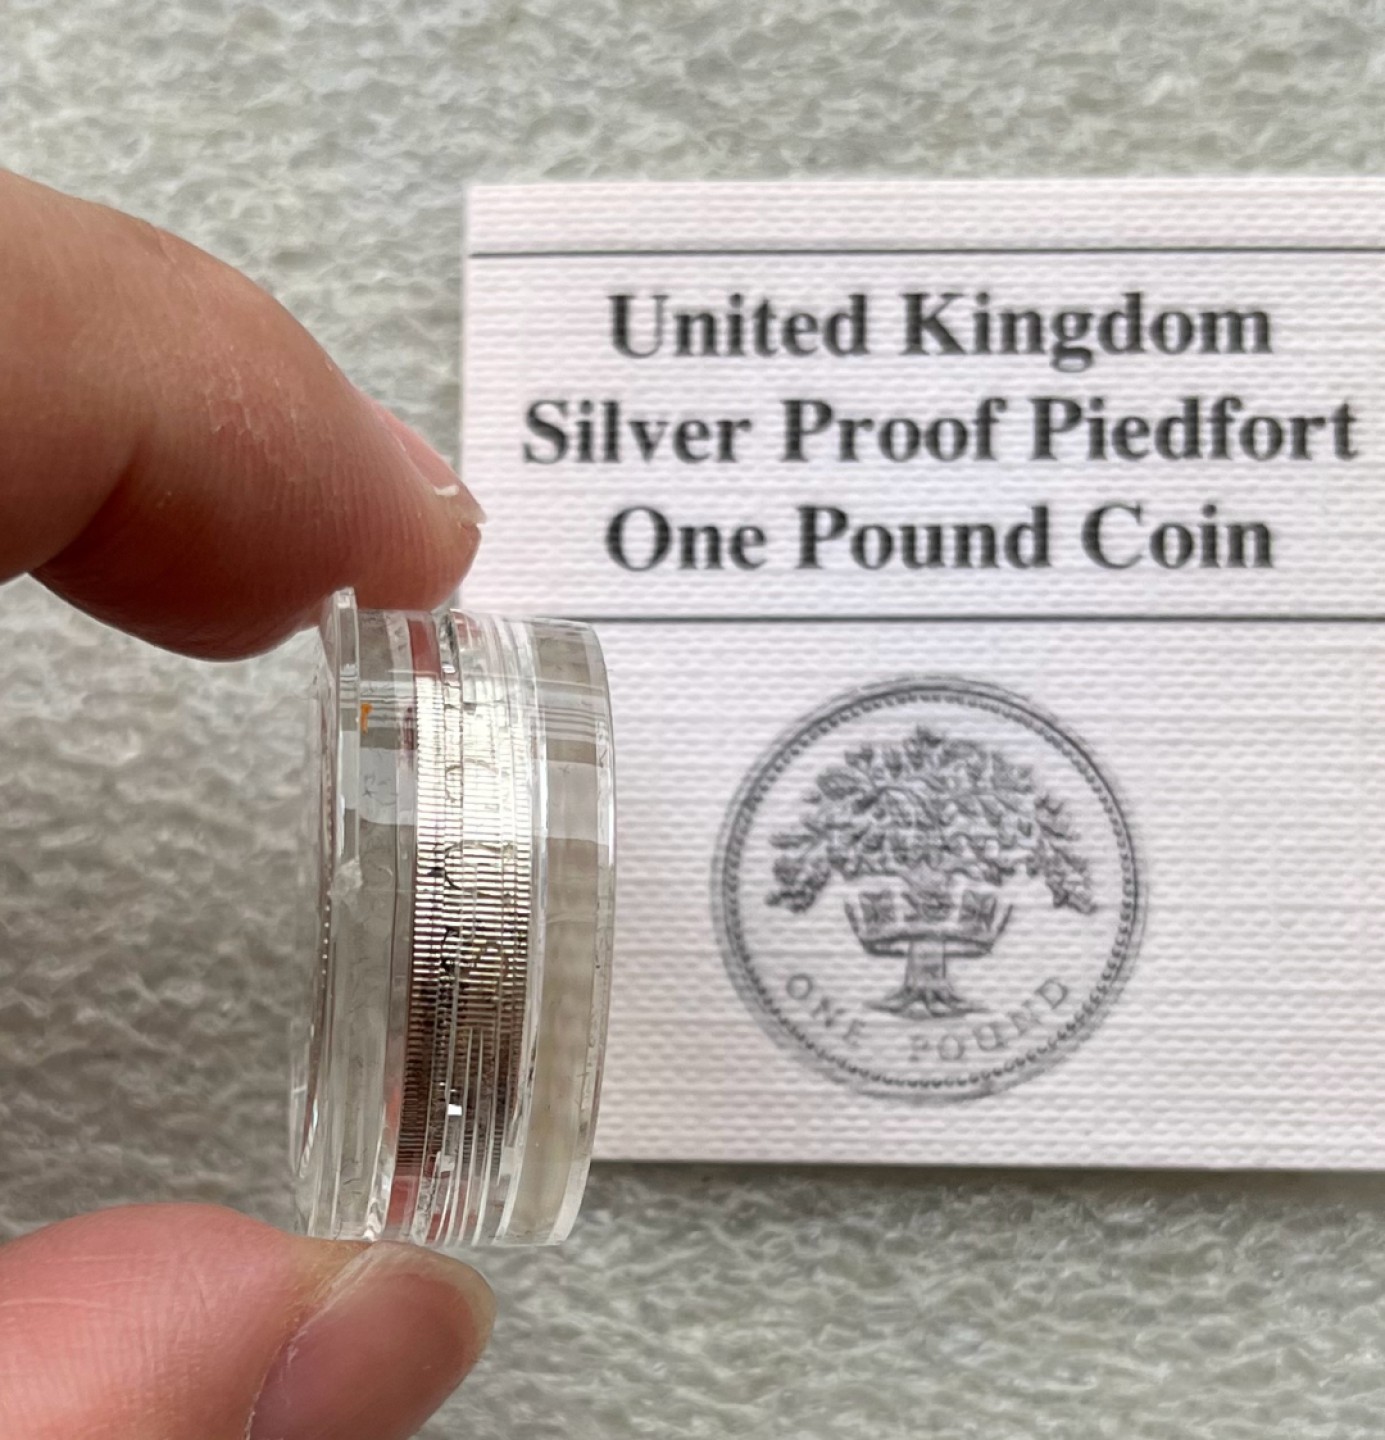 United Kingdom
Silver Proof Piedfort
One Pound Coin
ONE POUND